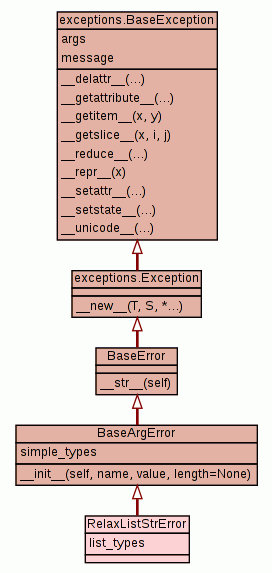 exceptions.BaseException
args
message
__delattr__(...)
__getattribute__(...)
__getitem__(x, y)
__getslice__(x, i, j)
__reduce__(...)
__repr__(x)
__setattr__(...)
__setstate__(...)
__unicode__(...)
exceptions.Exception
__new__(T, S, *...)
BaseError
__str__(self)
BaseArgError
simple_types
__init__(self, name, value, length=None)
RelaxListStrError
list_types